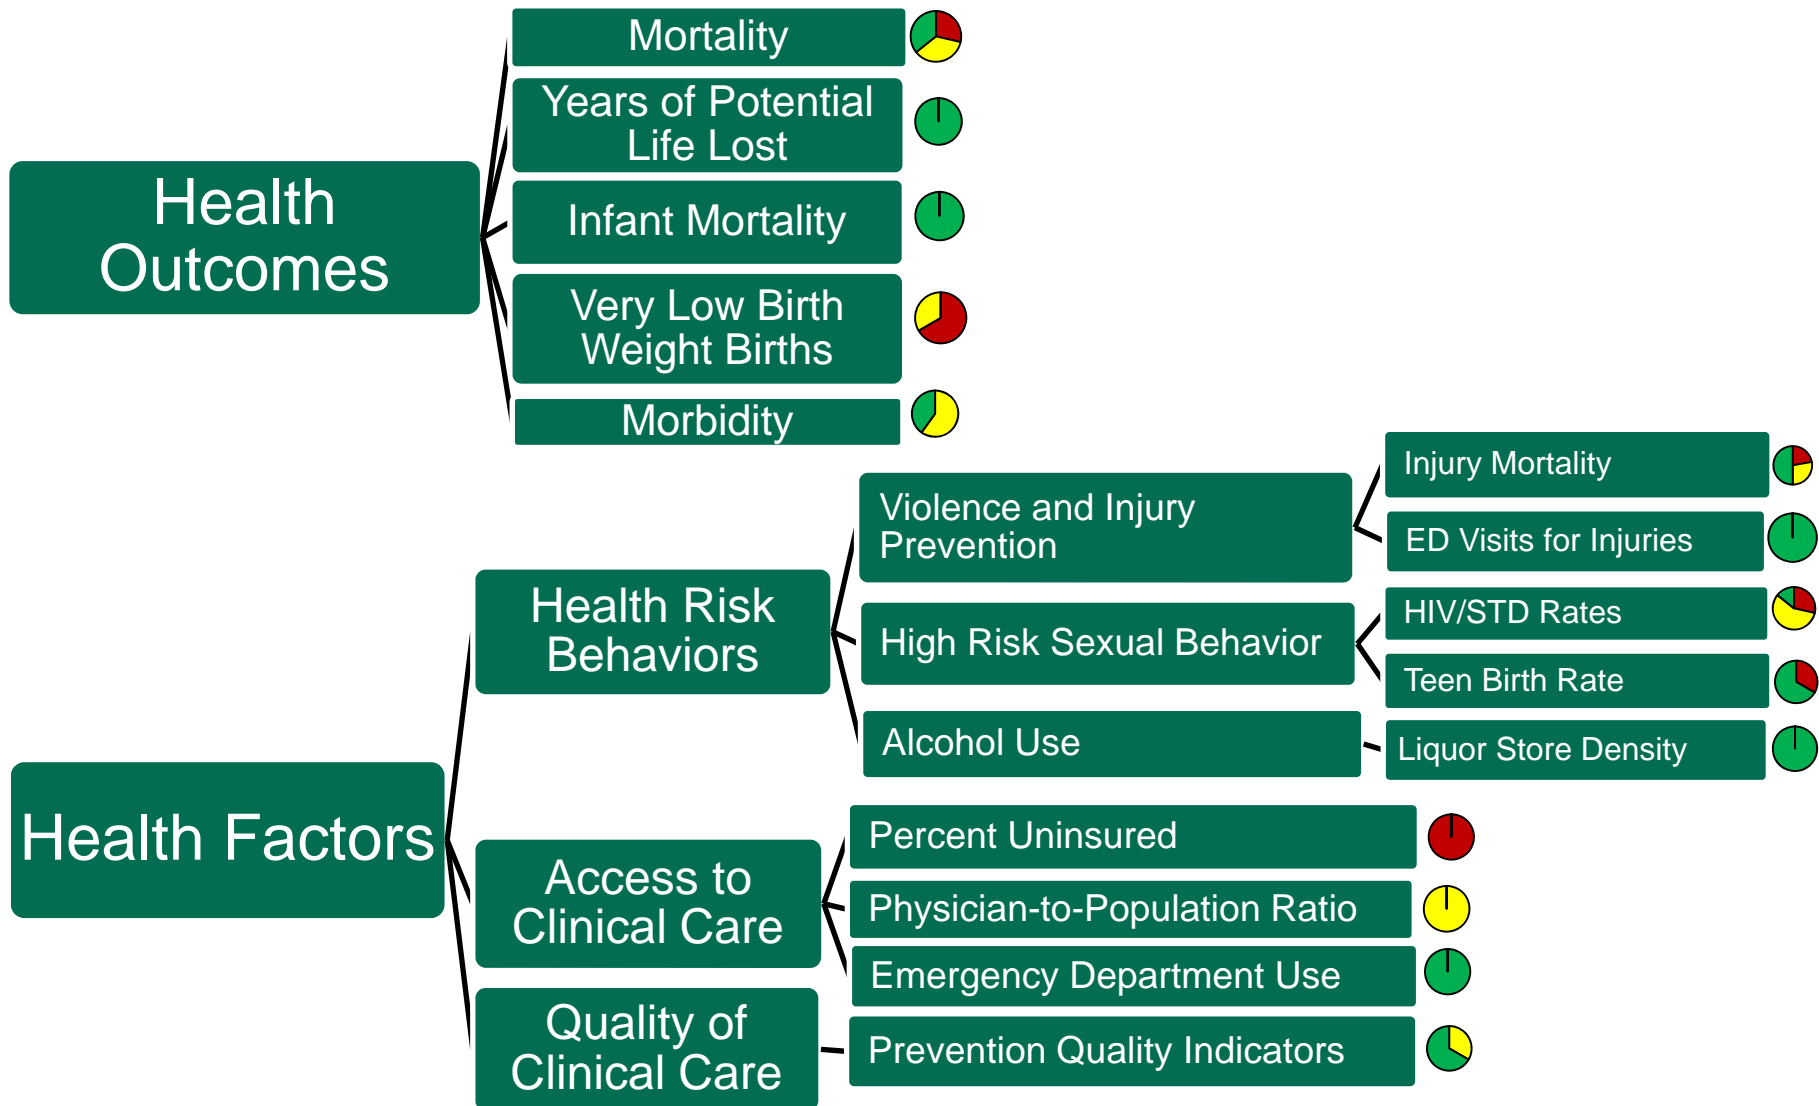 Health
Outcomes
Mortality
Years of Potential
Life Lost
Infant Mortality
Very Low Birth
Weight Births
Morbidity
Health Factors
Health Risk
Behaviors
Violence and Injury
Prevention
Injury Mortality
ED Visits for Injuries
High Risk Sexual Behavior
HIV/STD Rates
Teen Birth Rate
Alcohol Use
Liquor Store Density
Access to
Clinical Care
Percent Uninsured
Physician-to-Population Ratio
Emergency Department Use
Quality of
Clinical Care
Prevention Quality Indicators